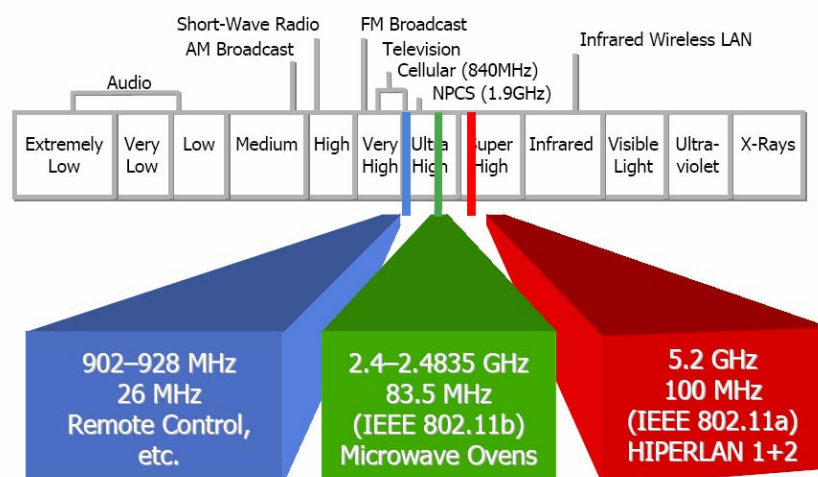 Short-Wave Radio
AM Broadcast
FM Broadcast
Television
Infrared Wireless LAN
Cellular (840MHz)
NPCS (1.9GHz)
Audio
Extremely
Low
Very
Low
Low
Medium
High
Very
High
Ultra
High
Super
High
Infrared
Visible
Light
Ultra-
violet
X-Rays
902–928 MHz
26 MHz
Remote Control,
etc.
2.4–2.4835 GHz
83.5 MHz
(IEEE 802.11b)
Microwave Ovens
5.2 GHz
100 MHz
(IEEE 802.11a)
HIPERLAN 1+2